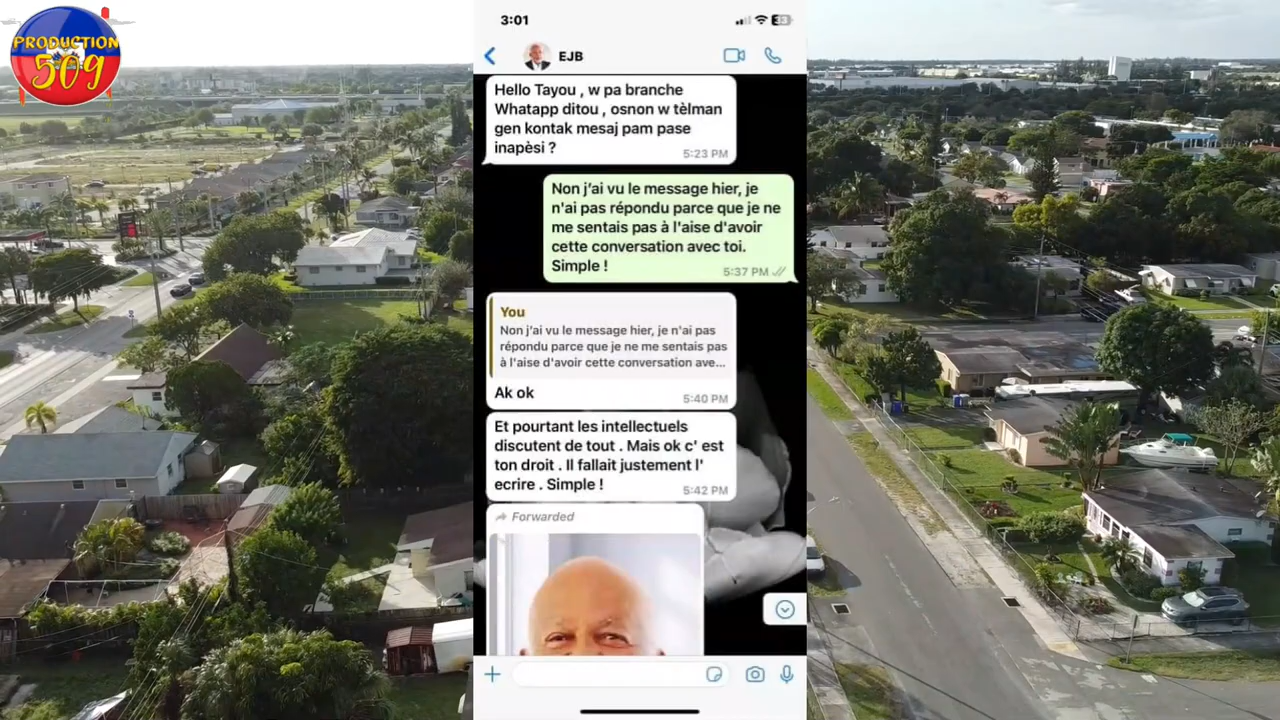 PRODUCTION
509
3:01
33
EJB
Hello Tayou , w pa branche
Whatapp ditou , osnon w tèlman
gen kontak mesaj pam pase
inapèsi ?
5:23 PM
Non j'ai vu le message hier, je
n'ai pas répondu parce que je ne
me sentais pas à l'aise d'avoir
cette conversation avec toi.
Simple !
5:37 PM
You
Non j'ai vu le message hier, je n'ai pas
répondu parce que je ne me sentais pas
à l'aise d'avoir cette conversation ave...
Ak ok
5:40 PM
Et pourtant les intellectuels
discutent de tout . Mais ok c' est
ton droit . Il fallait justement l'
ecrire . Simple !
5:42 PM
Forwarded